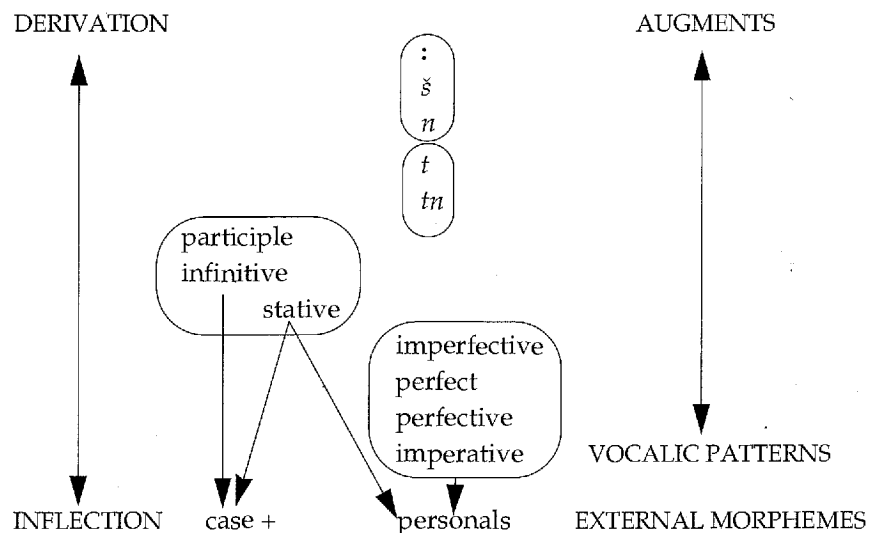 DERIVATION AUGMENTS
:
š
n
t
tn
participle
infinitive
stative
imperfective
perfect
perfective
imperative
VOCALIC PATTERNS
INFLECTION case + personals EXTERNAL MORPHEMES